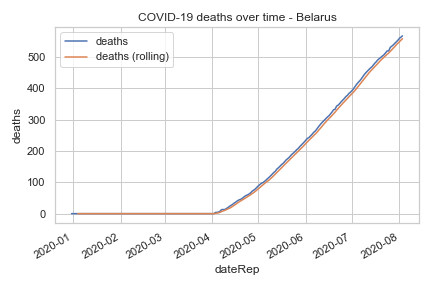 COVID-19 deaths over time - Belarus
deaths
deaths (rolling)
500
400
300
200
100
0
deaths
2020-01
2020-02
2020-03
2020-04
2020-05
2020-06
2020-07
2020-08
dateRep